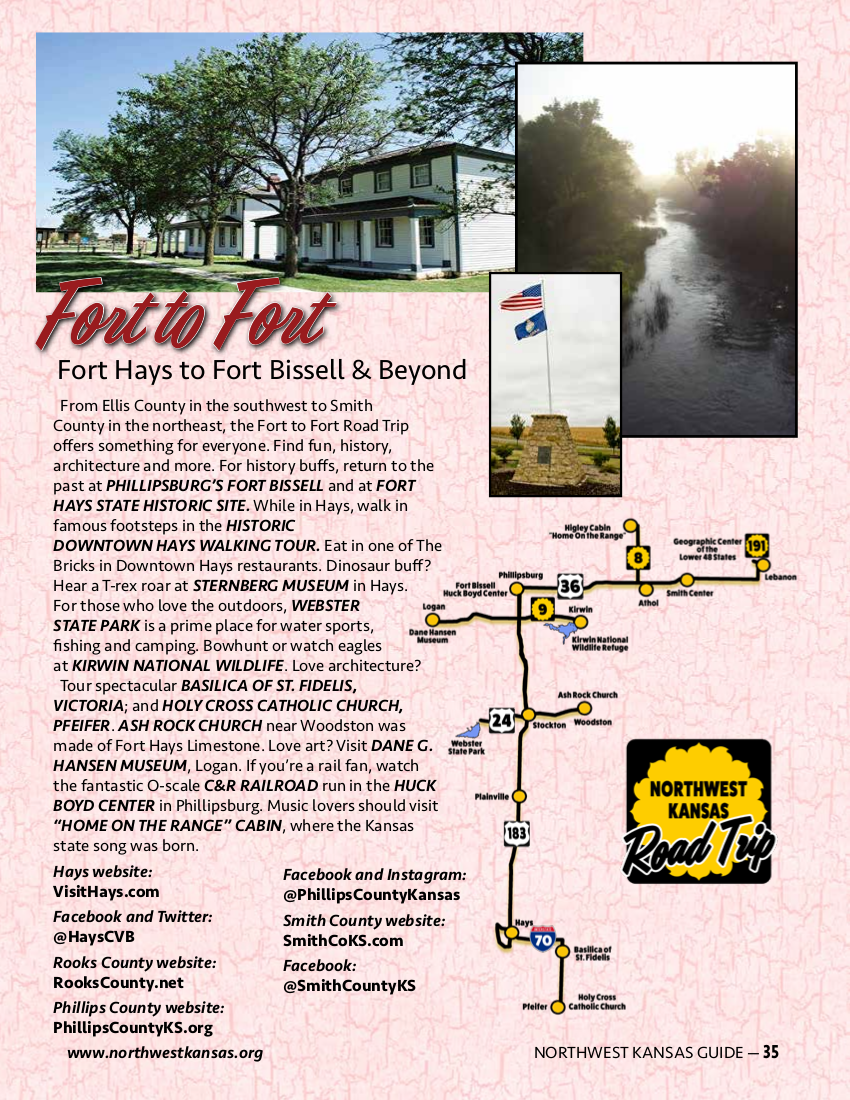 Fort to Fort
Fort Hays to Fort Bissell & Beyond
From Ellis County in the southwest to Smith
County in the northeast, the Fort to Fort Road Trip
offers something for everyone. Find fun, history,
architecture and more. For history buffs, return to the
past at PHILLIPSBURG'S FORT BISSELL and at FORT
HAYS STATE HISTORIC SITE. While in Hays, walk in
famous footsteps in the HISTORIC
DOWNTOWN HAYS WALKING TOUR. Eat in one of The
Bricks in Downtown Hays restaurants. Dinosaur buff?
Hear a T-rex roar at STERNBERG MUSEUM in Hays.
For those who love the outdoors, WEBSTER
STATE PARK is a prime place for water sports,
fishing and camping. Bowhunt or watch eagles
at KIRWIN NATIONAL WILDLIFE. Love architecture?
Tour spectacular BASILICA OF ST. FIDELIS,
VICTORIA; and HOLY CROSS CATHOLIC CHURCH,
PFEIFER. ASH ROCK CHURCH near Woodston was
made of Fort Hays Limestone. Love art? Visit DANE G.
HANSEN MUSEUM, Logan. If you're a rail fan, watch
the fantastic O-scale C&R RAILROAD run in the HUCK
BOYD CENTER in Phillipsburg. Music lovers should visit
"HOME ON THE RANGE" CABIN, where the Kansas
state song was born.
Hays website:
VisitHays.com
Facebook and Twitter:
@HaysCVB
Rooks County website:
RooksCounty.net
Phillips County website:
PhillipsCountyKS.org
Facebook and Instagram:
@PhillipsCountyKansas
Smith County website:
SmithCoKS.com
Facebook:
@SmithCountyKS
Higley Cabin
"Home On the Range"
8
Geographic Center
of the
Lower 48 States
191
Lebanon
Phillipsburg
Fort Bissell
Huck Boyd Center
36
Athol
Smith Center
Logan
Dane Hansen
Museum
9
Kirwin
Kirwin National
Wildlife Refuge
Ash Rock Church
Woodston
24
Stockton
Webster
State Park
Plainville
183
Hays
70
Basilica of
St. Fidelis
Pfeifer
Holy Cross
Catholic Church
NORTHWEST
KANSAS
Road Trip
www.northwestkansas.org
NORTHWEST KANSAS GUIDE — 35